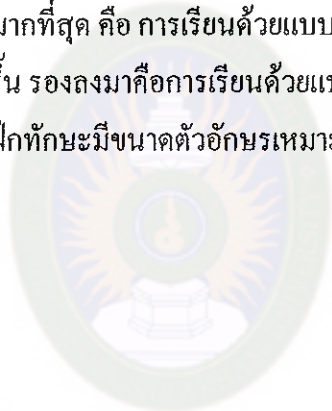 มากที่สุด คือ การเรียนด้วยแบบ
ขึ้น รองลงมาคือการเรียนด้วยแบ
ฝึกทักษะมีขนาดตัวอักษรเหมาะ